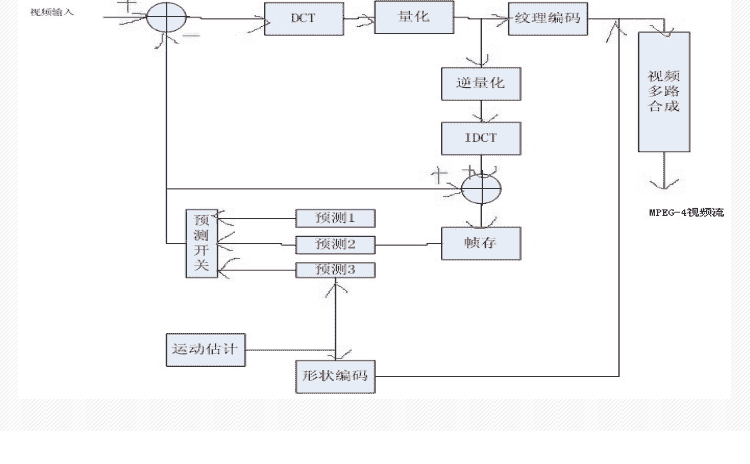 视频输入
+
—
DCT
量化
纹理编码
视频
多路
合成
逆量化
IDCT
+
+
MPEG-4视频流
预测开关
预测1
预测2
预测3
帧存
运动估计
形状编码